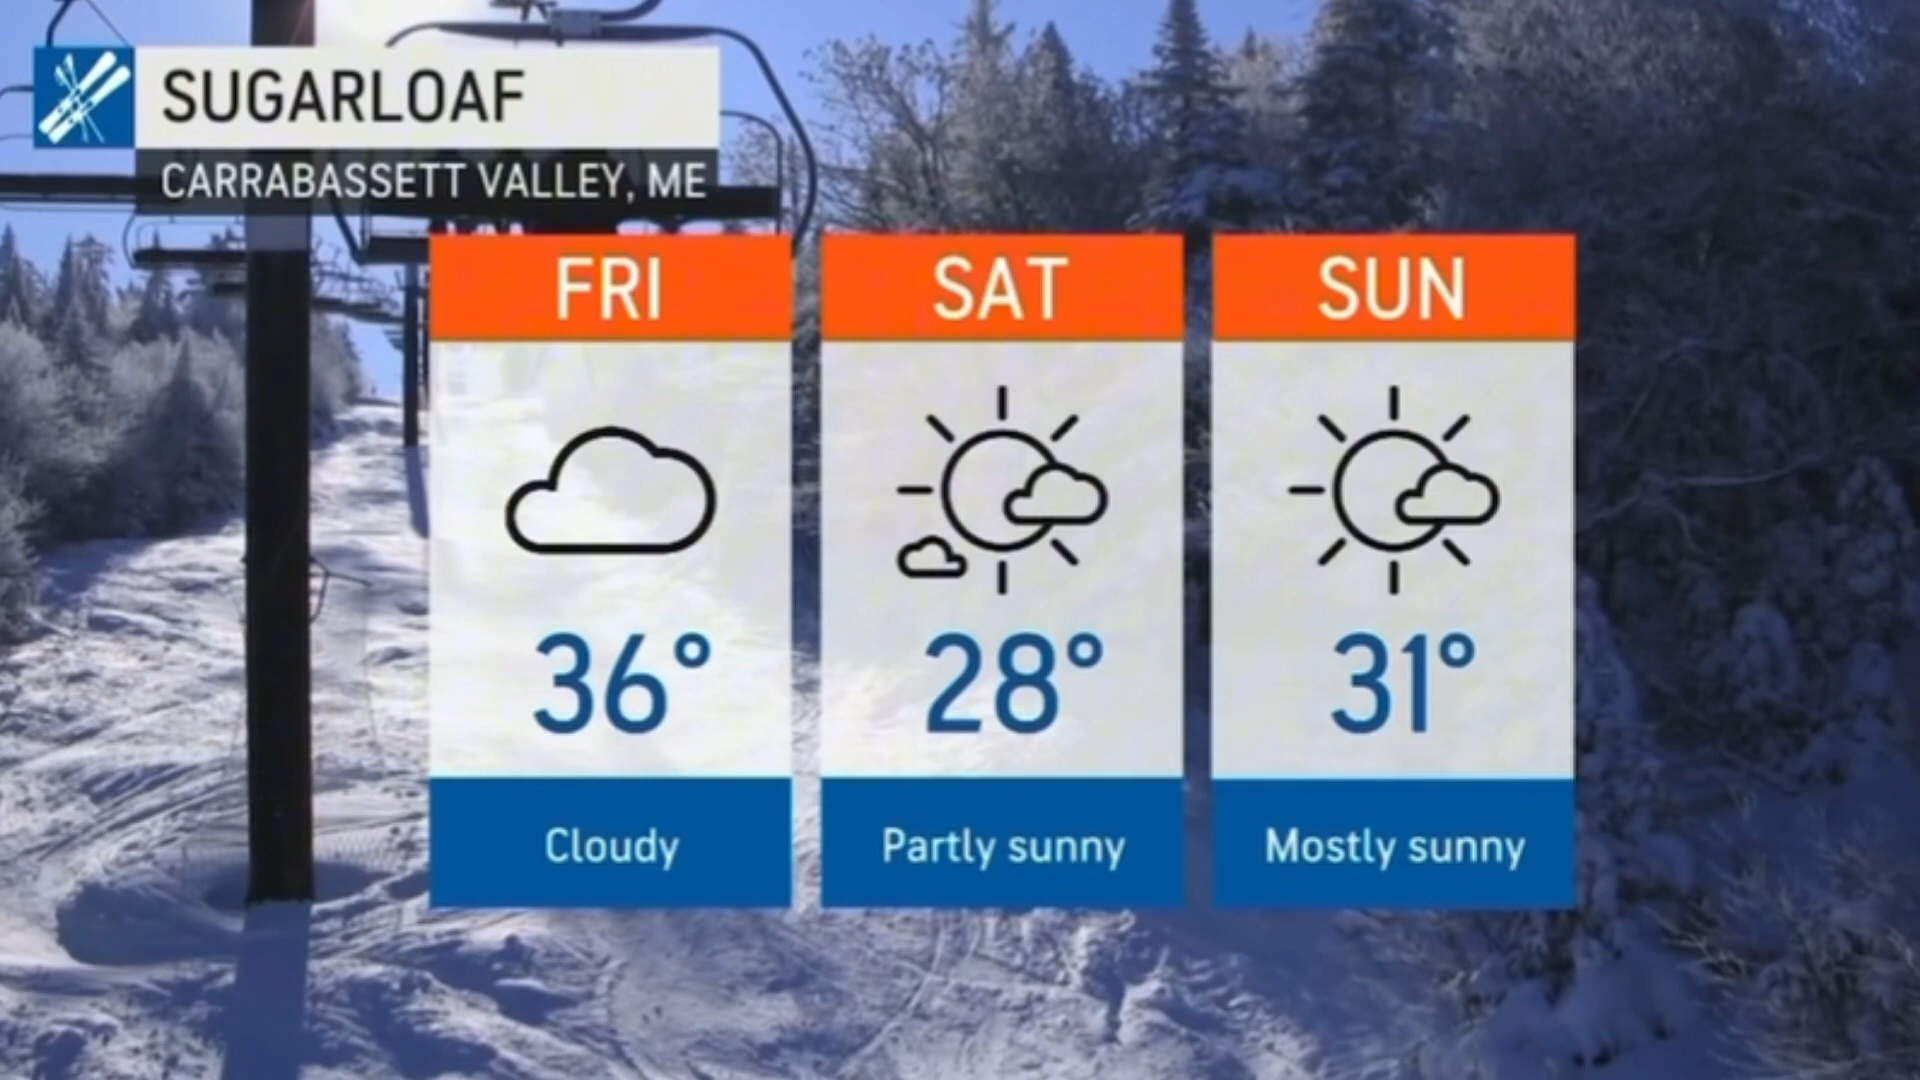 SUGARLOAF
CARRABASSETT VALLEY, ME
FRI
36°
Cloudy
SAT
28°
Partly sunny
SUN
31°
Mostly sunny